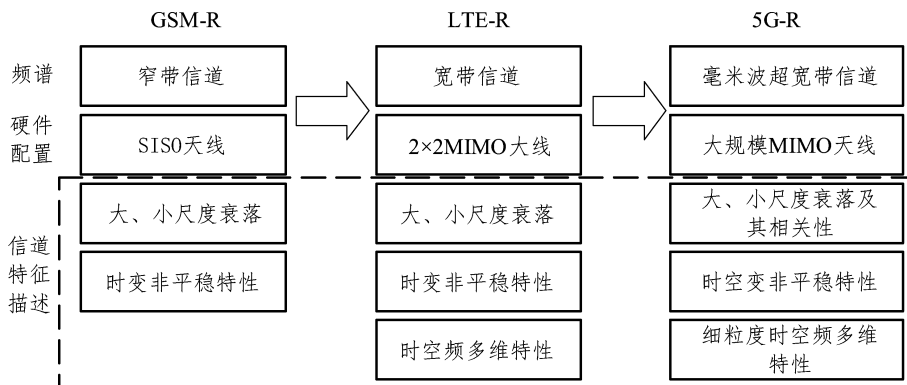 GSM-R
LTE-R
5G-R
频谱
窄带信道
宽带信道
毫米波超宽带信道
硬件
配置
SISO天线
2×2MIMO大线
大规模MIMO天线
信道
特征
描述
大、小尺度衰落
大、小尺度衰落
大、小尺度衰落及
其相关性
时变非平稳特性
时变非平稳特性
时空变非平稳特性
时空频多维特性
细粒度时空频多维
特性